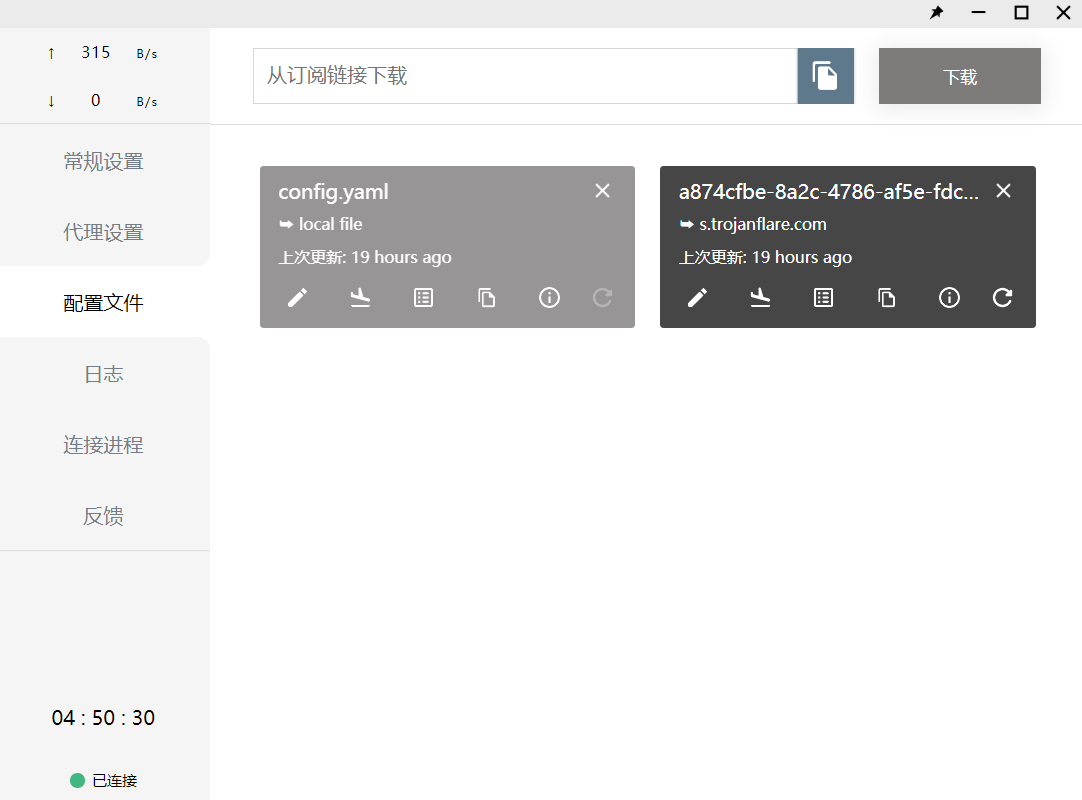 ↑ 315 B/s
↓ 0 B/s
常规设置
代理设置
配置文件
日志
连接进程
反馈
04 : 50 : 30
已连接
从订阅链接下载
下载
config.yaml
local file
上次更新: 19 hours ago
a874cfbe-8a2c-4786-af5e-fdc...
s.trojanflare.com
上次更新: 19 hours ago